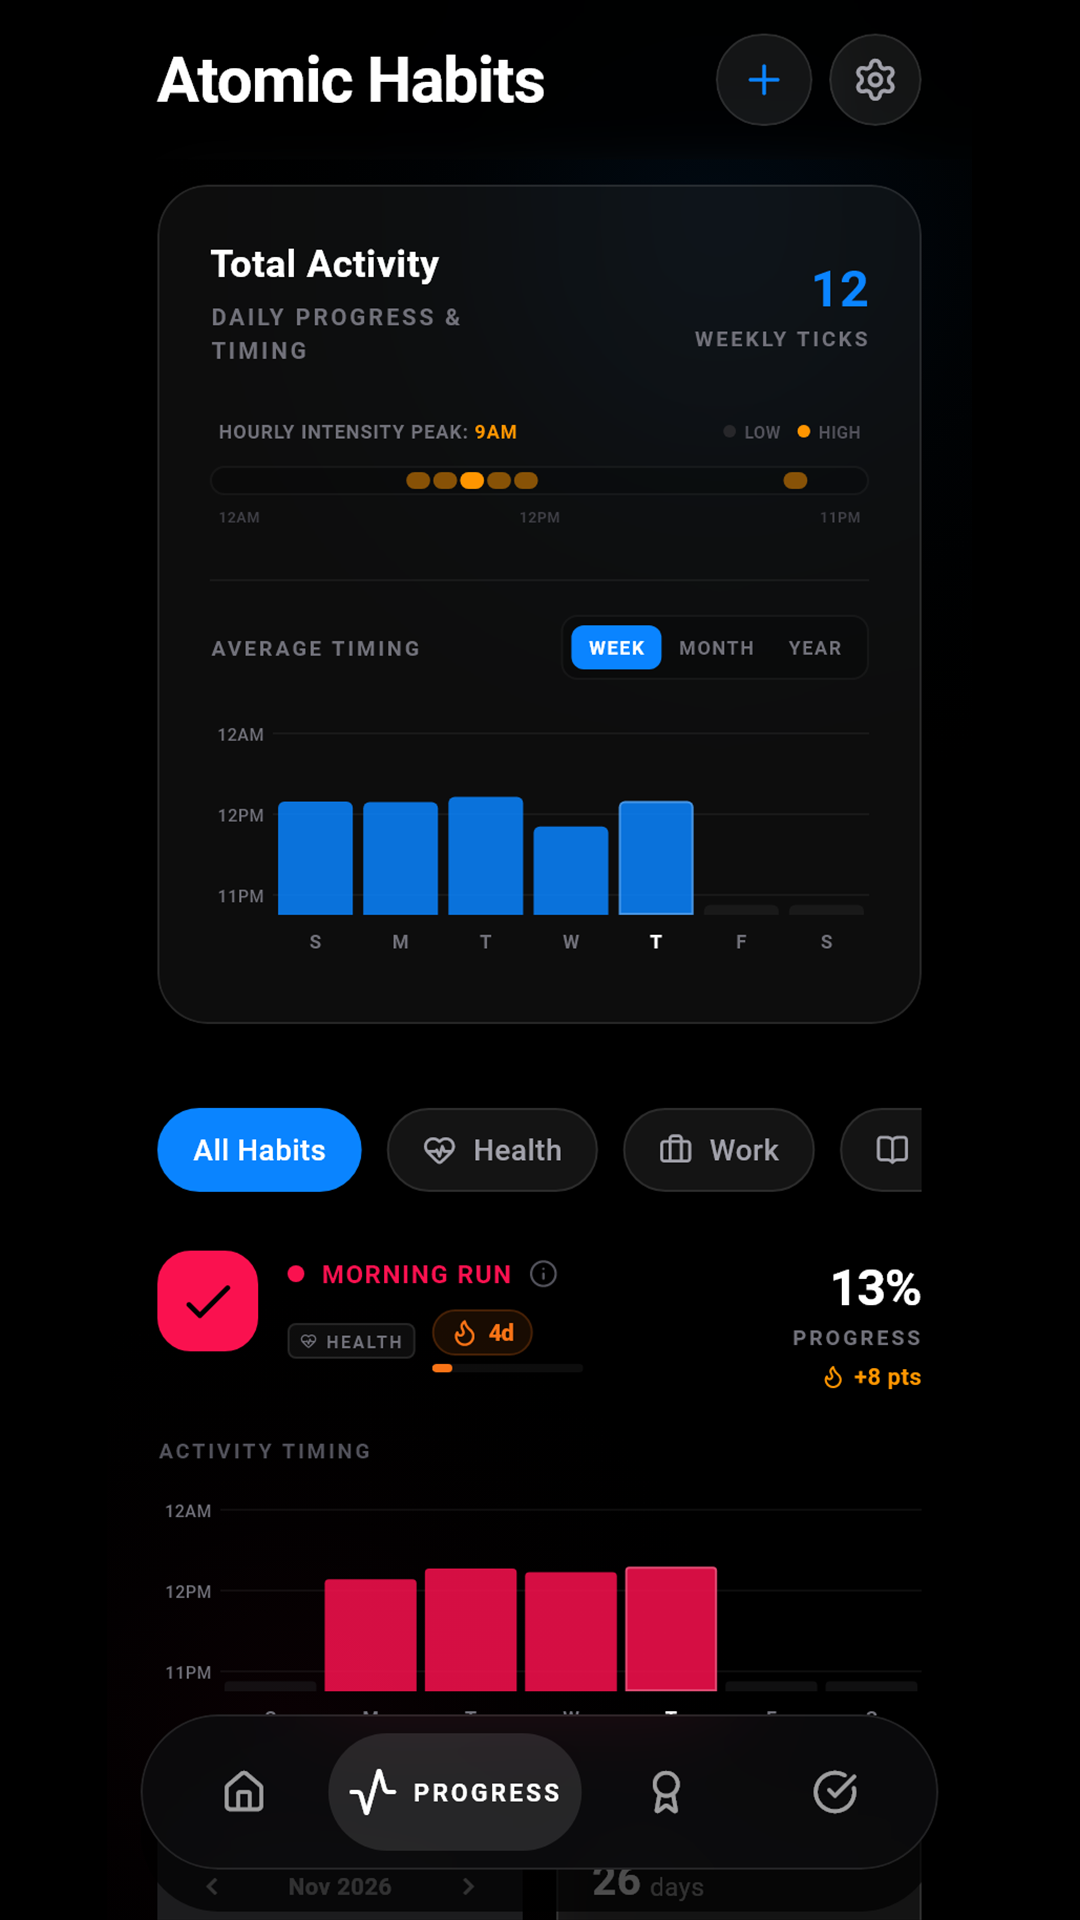 Atomic Habits
Total Activity
DAILY PROGRESS &
TIMING
12
WEEKLY TICKS
HOURLY INTENSITY PEAK: 9AM
LOW
HIGH
12AM
12PM
11PM
AVERAGE TIMING
WEEK
MONTH
YEAR
12AM
12PM
11PM
S
M
T
W
T
F
S
All Habits
Health
Work
MORNING RUN
HEALTH
4d
13%
PROGRESS
+8 pts
ACTIVITY TIMING
12AM
12PM
11PM
PROGRESS
Nov 2026
26 days